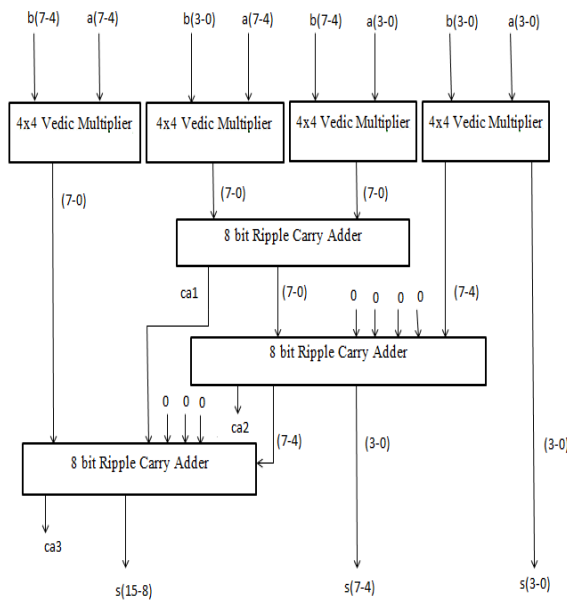 b(7-4) a(7-4) b(3-0) a(7-4) b(7-4) a(3-0) b(3-0) a(3-0)
4x4 Vedic Multiplier 4x4 Vedic Multiplier 4x4 Vedic Multiplier 4x4 Vedic Multiplier
(7-0) (7-0) (7-0)
8 bit Ripple Carry Adder
ca1 (7-0) 0 0 0 0 (7-4)
8 bit Ripple Carry Adder
0 0 0 ca2 (7-4) (3-0) (3-0)
8 bit Ripple Carry Adder
ca3
s(15-8) s(7-4) s(3-0)